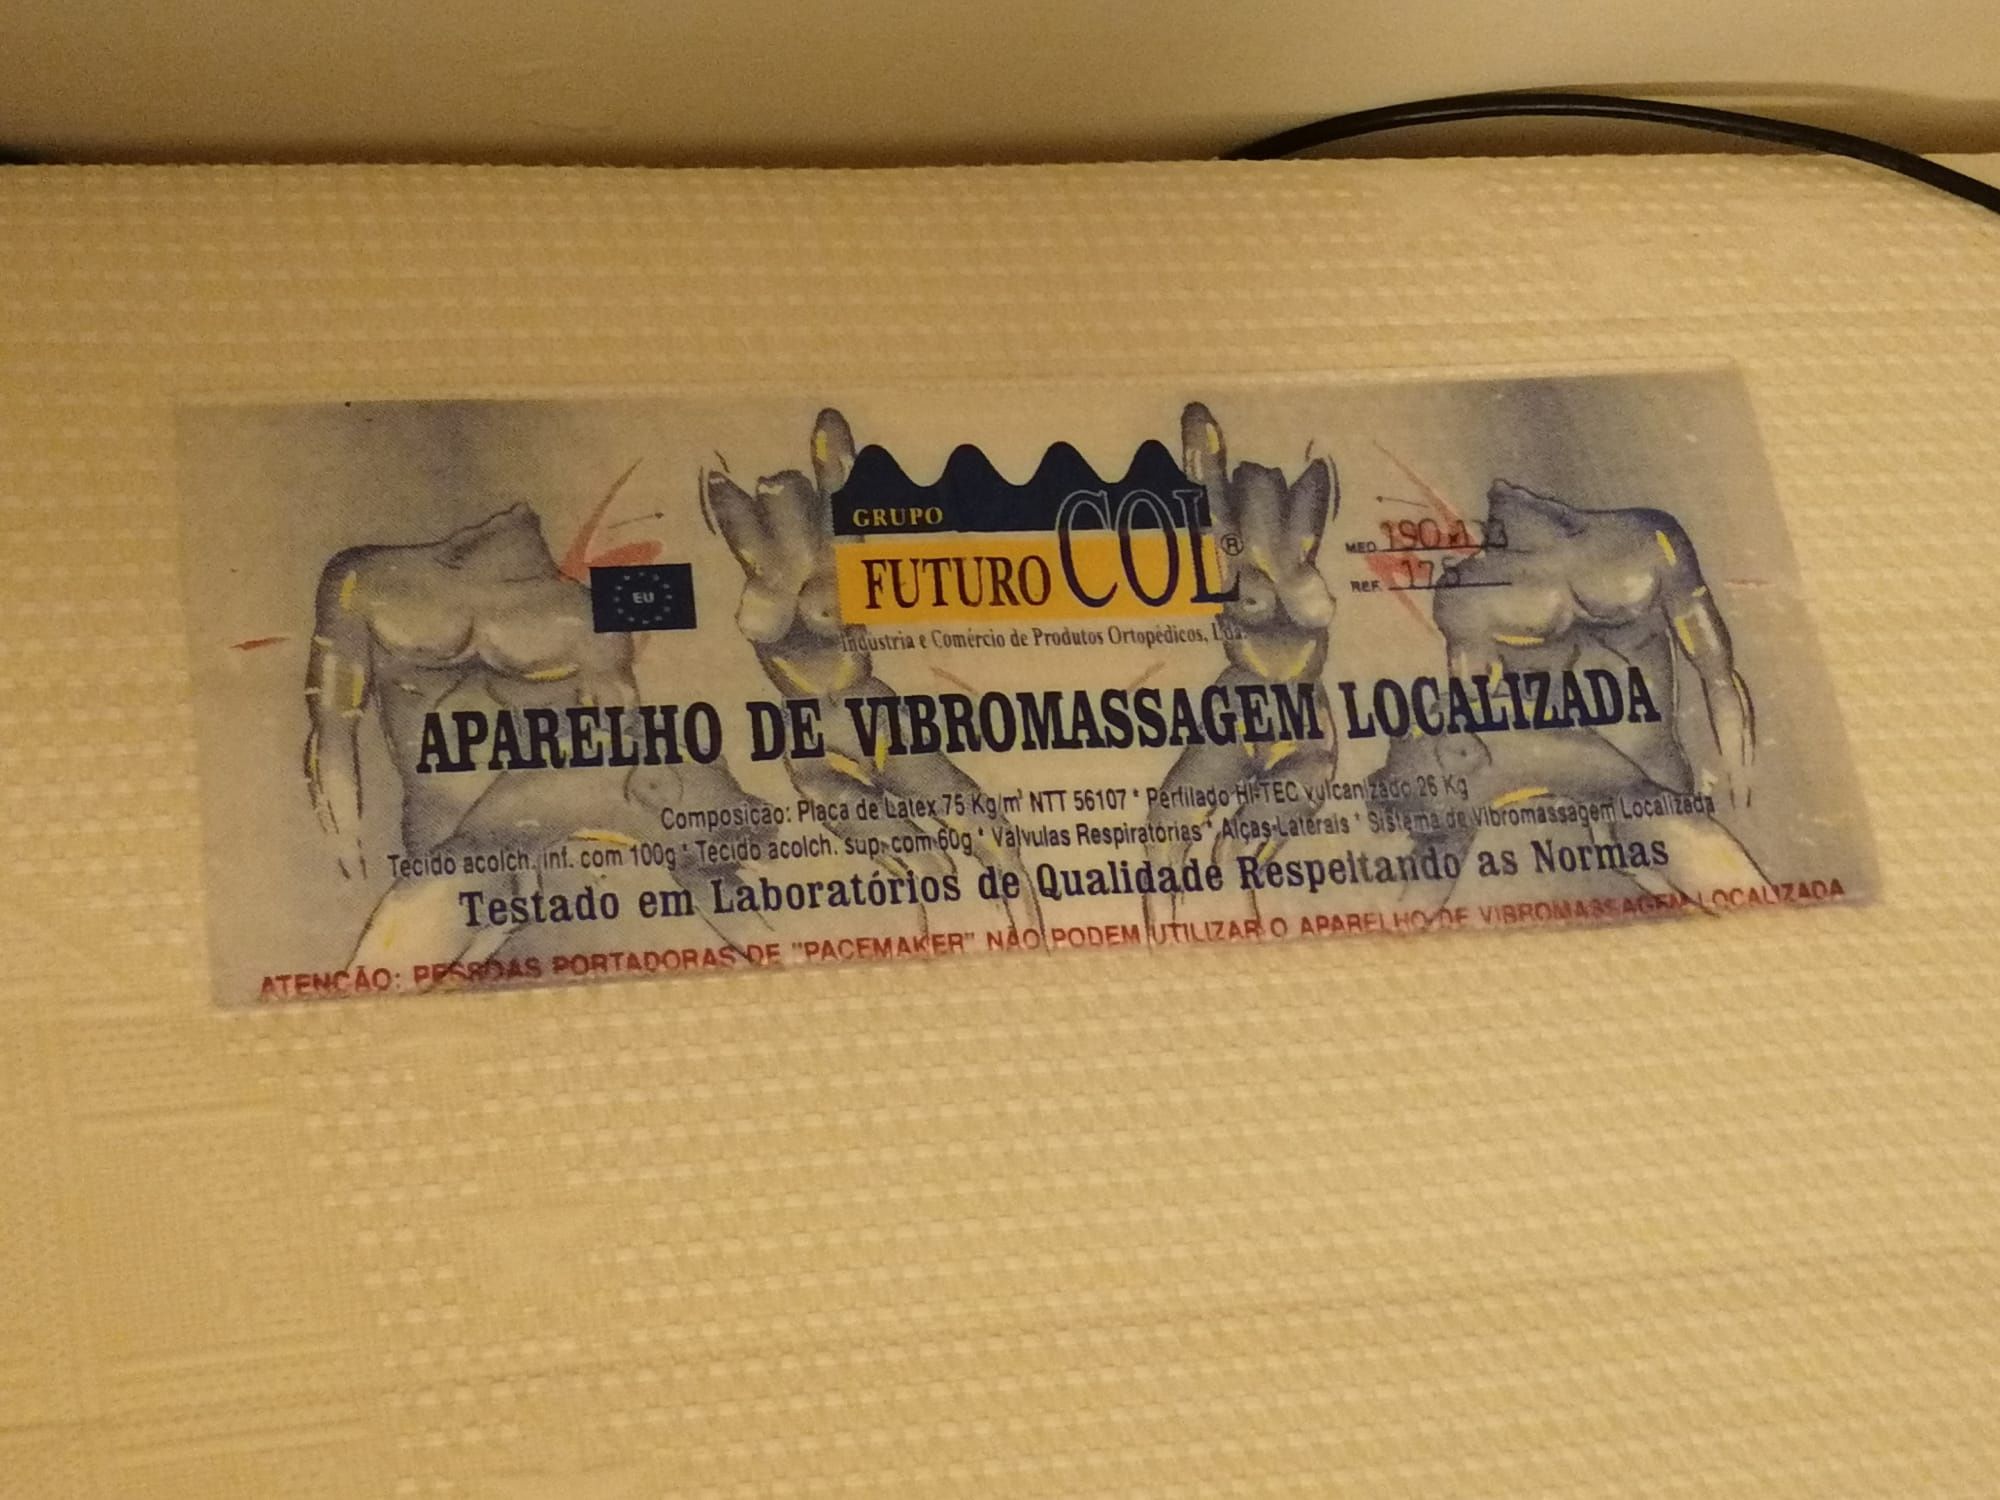 GRUPO
FUTURO COL ®
Indústria e Comércio de Produtos Ortopédicos, Lda.
EU
MED. 190 x
REF. 175
APARELHO DE VIBROMASSAGEM LOCALIZADA
Composição: Placa de Latex 75 Kg/m³ NTT 56107 * Perfilado HI-TEC vulcanizado 26 Kg
Tecido acolch. inf. com 100g * Tecido acolch. sup. com 60g * Válvulas Respiratórias * Alças Laterais * Sistema de Vibromassagem Localizada
Testado em Laboratórios de Qualidade Respeitando as Normas
ATENÇÃO: PESSOAS PORTADORAS DE "PACEMAKER" NÃO PODEM UTILIZAR O APARELHO DE VIBROMASSAGEM LOCALIZADA